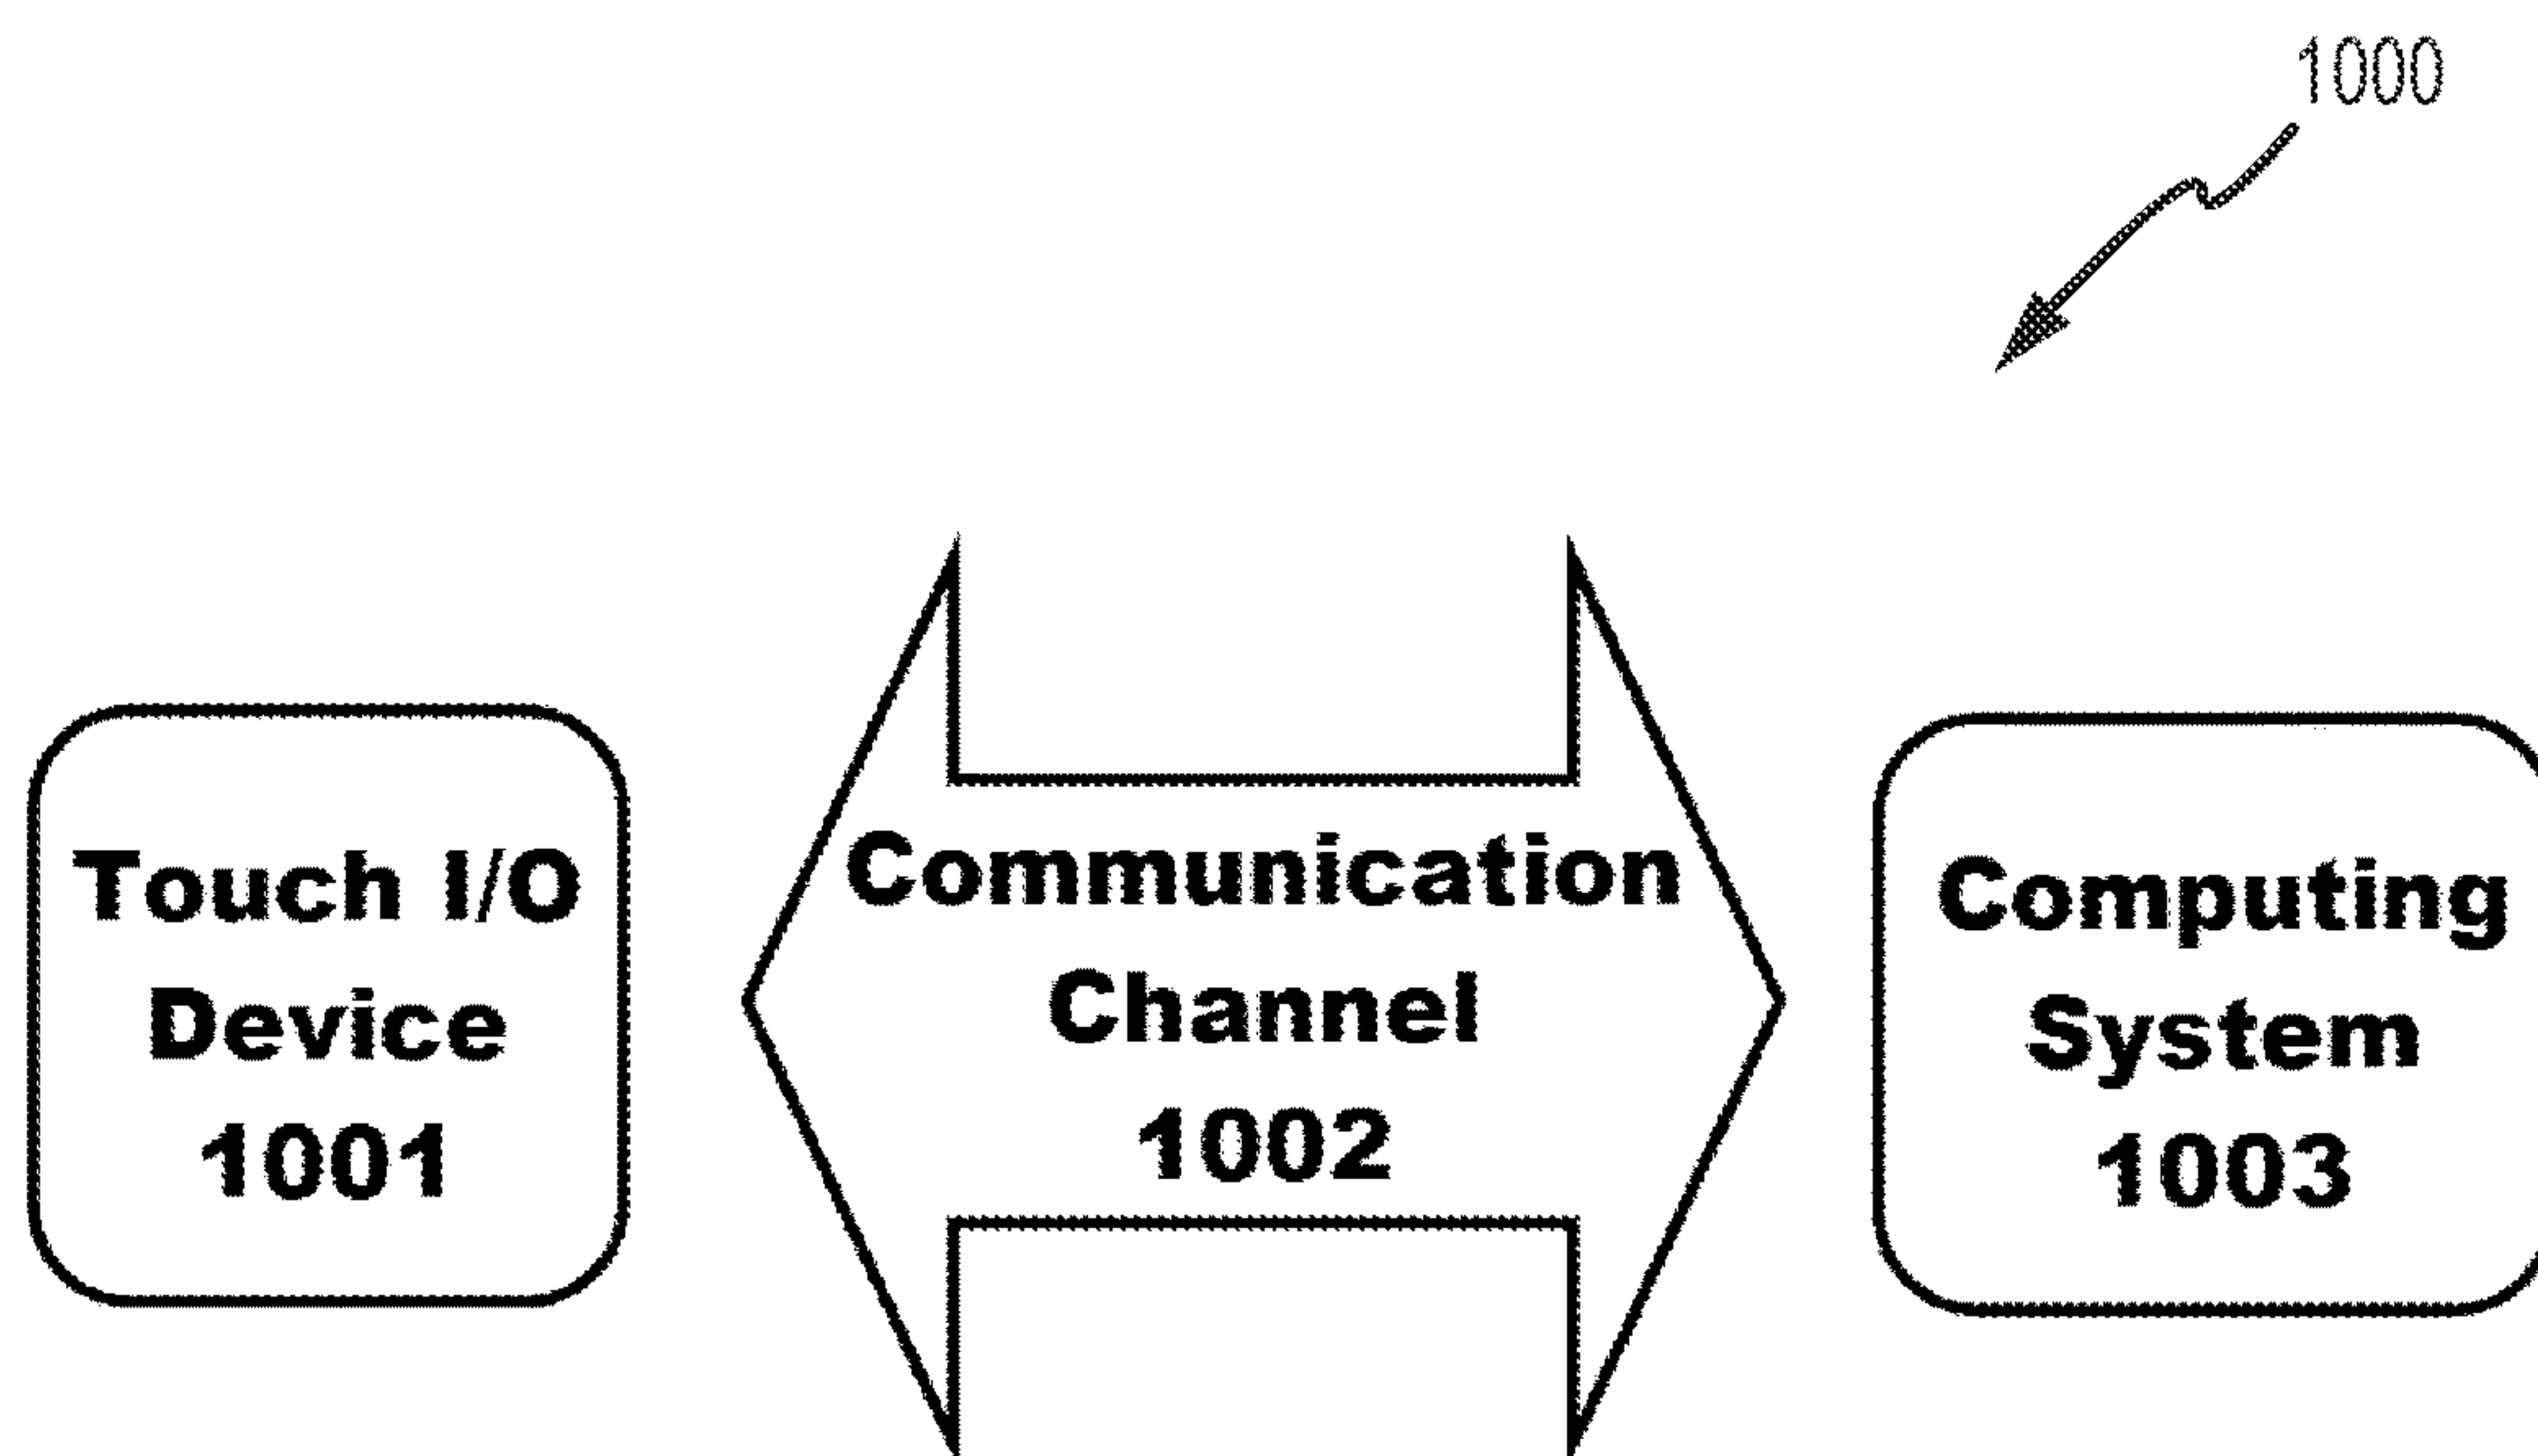 1000
Touch I/O
Device
1001
Communication
Channel
1002
Computing
System
1003